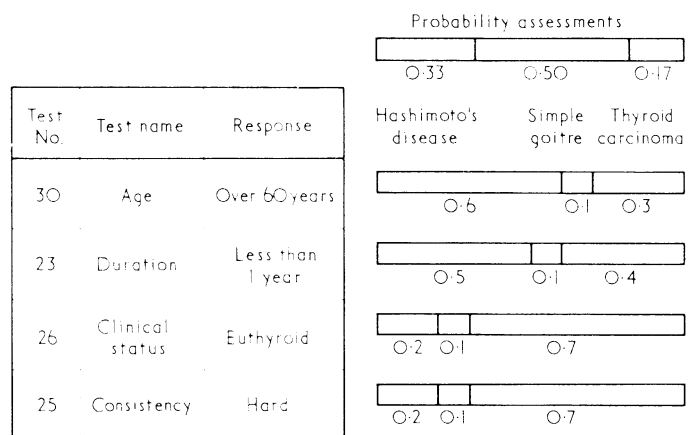 Probability assessments
0·33 0·50 0·17
Test No. Test name Response
Hashimoto's disease Simple goitre Thyroid carcinoma
30 Age Over 60 years
0·6 0·1 0·3
23 Duration Less than 1 year
0·5 0·1 0·4
26 Clinical status Euthyroid
0·2 0·1 0·7
25 Consistency Hard
0·2 0·1 0·7